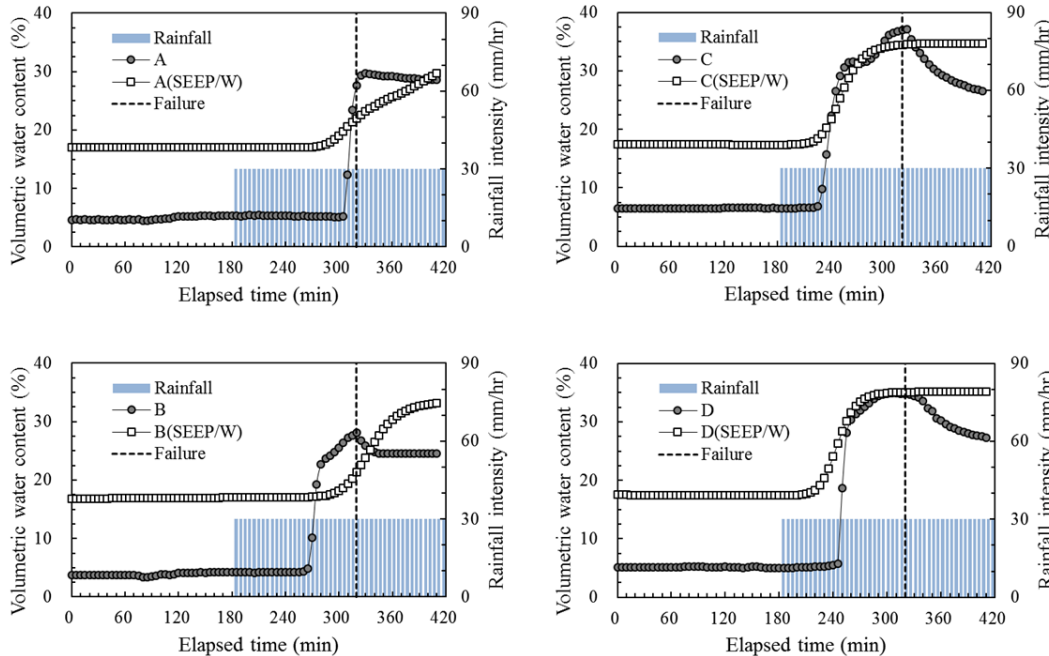 Volumetric water content (%)
40
30
20
10
0
Rainfall
A
A(SEEP/W)
Failure
90
60
30
0
Rainfall intensity (mm/hr)
0 60 120 180 240 300 360 420
Elapsed time (min)
Volumetric water content (%)
40
30
20
10
0
Rainfall
C
C(SEEP/W)
Failure
90
60
30
0
Rainfall intensity (mm/hr)
0 60 120 180 240 300 360 420
Elapsed time (min)
Volumetric water content (%)
40
30
20
10
0
Rainfall
B
B(SEEP/W)
Failure
90
60
30
0
Rainfall intensity (mm/hr)
0 60 120 180 240 300 360 420
Elapsed time (min)
Volumetric water content (%)
40
30
20
10
0
Rainfall
D
D(SEEP/W)
Failure
90
60
30
0
Rainfall intensity (mm/hr)
0 60 120 180 240 300 360 420
Elapsed time (min)